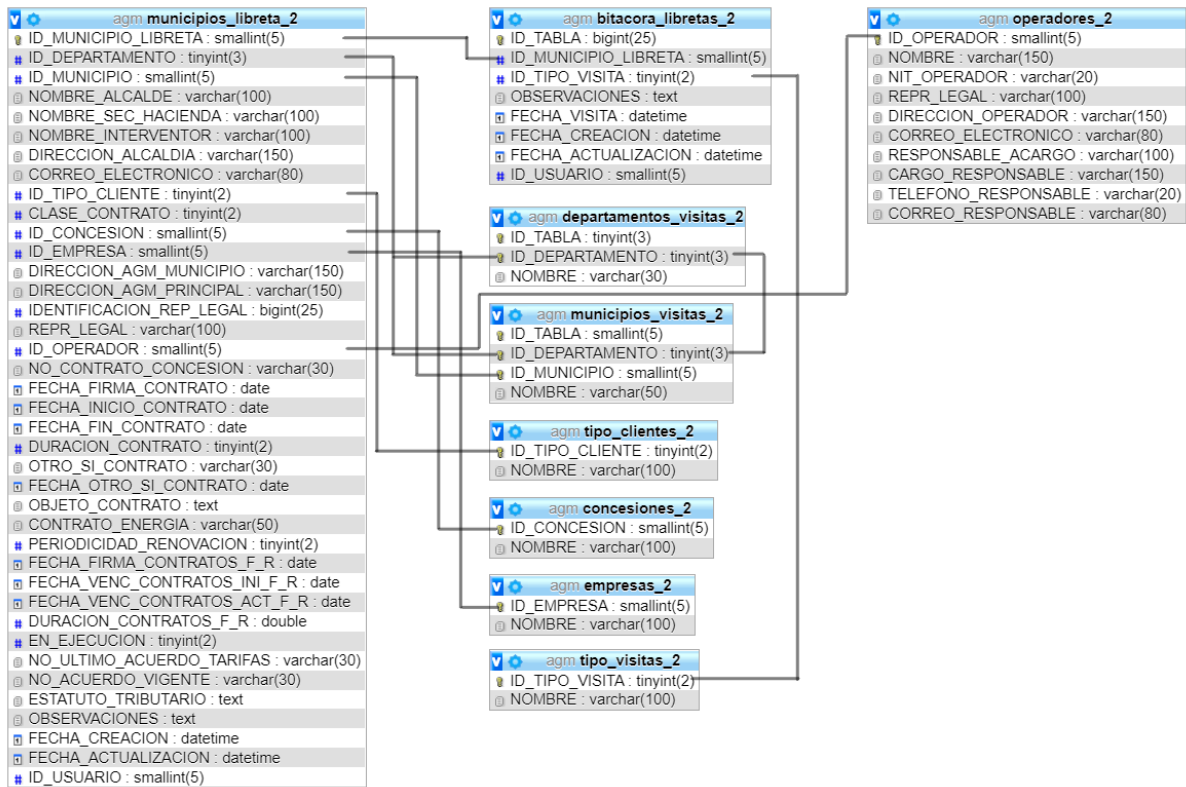 agm municipios_libreta_2
ID_MUNICIPIO_LIBRETA : smallint(5)
ID_DEPARTAMENTO : tinyint(3)
ID_MUNICIPIO : smallint(5)
NOMBRE_ALCALDE : varchar(100)
NOMBRE_SEC_HACIENDA : varchar(100)
NOMBRE_INTERVENTOR : varchar(100)
DIRECCION_ALCALDIA : varchar(150)
CORREO_ELECTRONICO : varchar(80)
ID_TIPO_CLIENTE : tinyint(2)
CLASE_CONTRATO : tinyint(2)
ID_CONCESION : smallint(5)
ID_EMPRESA : smallint(5)
DIRECCION_AGM_MUNICIPIO : varchar(150)
DIRECCION_AGM_PRINCIPAL : varchar(150)
IDENTIFICACION_REP_LEGAL : bigint(25)
REPR_LEGAL : varchar(100)
ID_OPERADOR : smallint(5)
NO_CONTRATO_CONCESION : varchar(30)
FECHA_FIRMA_CONTRATO : date
FECHA_INICIO_CONTRATO : date
FECHA_FIN_CONTRATO : date
DURACION_CONTRATO : tinyint(2)
OTRO_SI_CONTRATO : varchar(30)
FECHA_OTRO_SI_CONTRATO : date
OBJETO_CONTRATO : text
CONTRATO_ENERGIA : varchar(50)
PERIODICIDAD_RENOVACION : tinyint(2)
FECHA_FIRMA_CONTRATOS_F_R : date
FECHA_VENC_CONTRATOS_INI_F_R : date
FECHA_VENC_CONTRATOS_ACT_F_R : date
DURACION_CONTRATOS_F_R : double
EN_EJECUCION : tinyint(2)
NO_ULTIMO_ACUERDO_TARIFAS : varchar(30)
NO_ACUERDO_VIGENTE : varchar(30)
ESTATUTO_TRIBUTARIO : text
OBSERVACIONES : text
FECHA_CREACION : datetime
FECHA_ACTUALIZACION : datetime
ID_USUARIO : smallint(5)
agm bitacora_libretas_2
ID_TABLA : bigint(25)
ID_MUNICIPIO_LIBRETA : smallint(5)
ID_TIPO_VISITA : tinyint(2)
OBSERVACIONES : text
FECHA_VISITA : datetime
FECHA_CREACION : datetime
FECHA_ACTUALIZACION : datetime
ID_USUARIO : smallint(5)
agm departamentos_visitas_2
ID_TABLA : tinyint(3)
ID_DEPARTAMENTO : tinyint(3)
NOMBRE : varchar(30)
agm municipios_visitas_2
ID_TABLA : smallint(5)
ID_DEPARTAMENTO : tinyint(3)
ID_MUNICIPIO : smallint(5)
NOMBRE : varchar(50)
agm tipo_clientes_2
ID_TIPO_CLIENTE : tinyint(2)
NOMBRE : varchar(100)
agm concesiones_2
ID_CONCESION : smallint(5)
NOMBRE : varchar(100)
agm empresas_2
ID_EMPRESA : smallint(5)
NOMBRE : varchar(100)
agm tipo_visitas_2
ID_TIPO_VISITA : tinyint(2)
NOMBRE : varchar(100)
agm operadores_2
ID_OPERADOR : smallint(5)
NOMBRE : varchar(150)
NIT_OPERADOR : varchar(20)
REPR_LEGAL : varchar(100)
DIRECCION_OPERADOR : varchar(150)
CORREO_ELECTRONICO : varchar(80)
RESPONSABLE_ACARGO : varchar(100)
CARGO_RESPONSABLE : varchar(150)
TELEFONO_RESPONSABLE : varchar(20)
CORREO_RESPONSABLE : varchar(80)